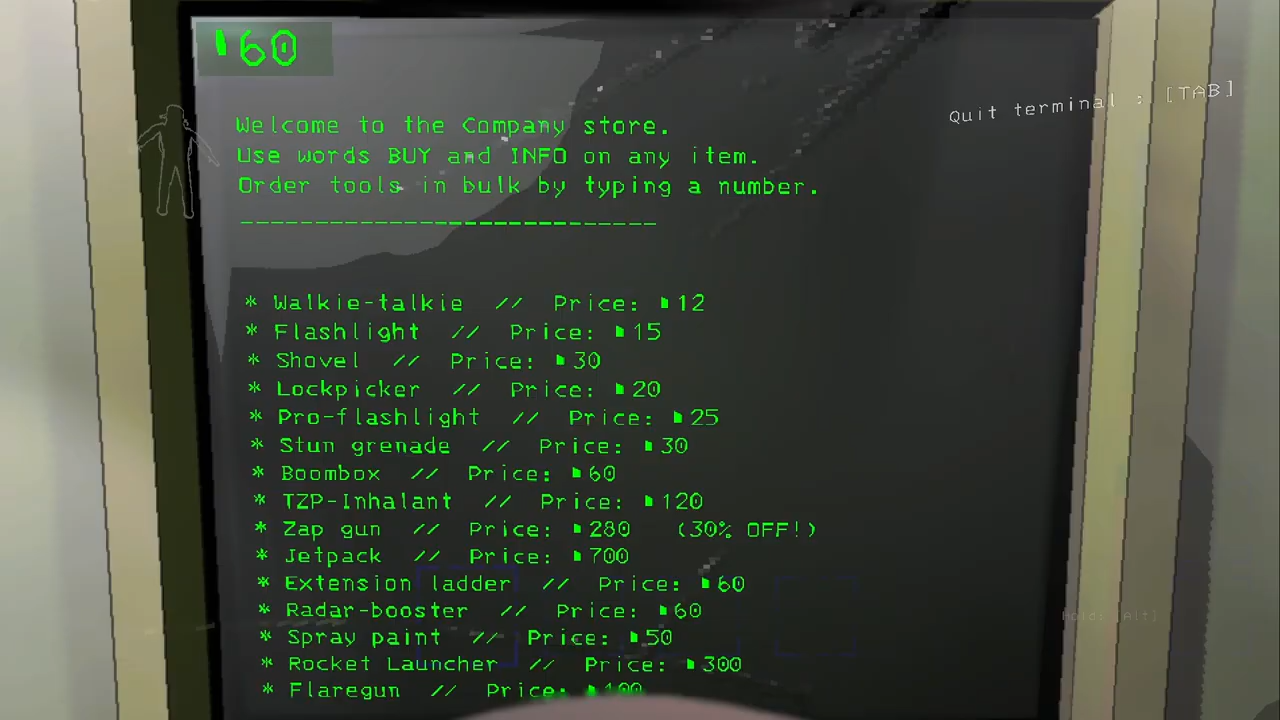 ▮60
Quit terminal : [TAB]
Welcome to the Company store.
Use words BUY and INFO on any item.
Order tools in bulk by typing a number.
----------------------------
* Walkie-talkie // Price: ▮12
* Flashlight // Price: ▮15
* Shovel // Price: ▮30
* Lockpicker // Price: ▮20
* Pro-flashlight // Price: ▮25
* Stun grenade // Price: ▮30
* Boombox // Price: ▮60
* TZP-Inhalant // Price: ▮120
* Zap gun // Price: ▮280 (30% OFF!)
* Jetpack // Price: ▮700
* Extension ladder // Price: ▮60
* Radar-booster // Price: ▮60
* Spray paint // Price: ▮50
* Rocket Launcher // Price: ▮300
* Flaregun // Price: ▮100
[Alt]